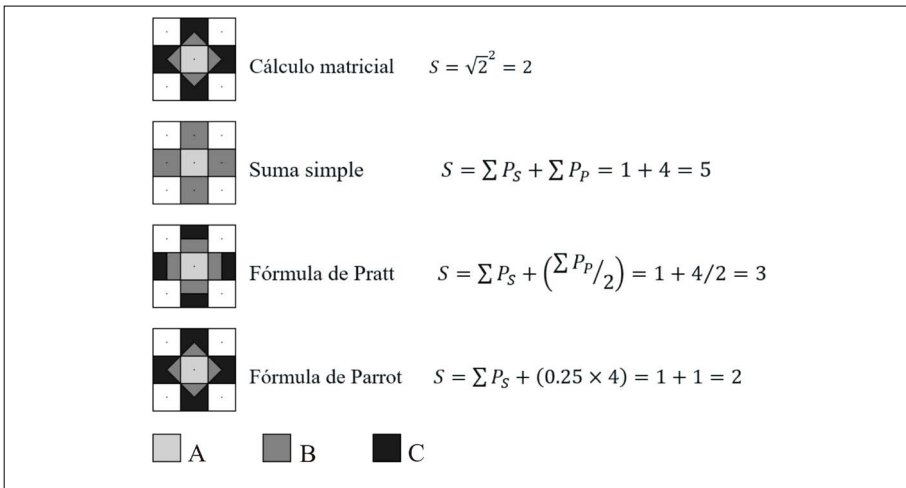 Cálculo matricial S = √2² = 2
Suma simple S = ∑ P_S + ∑ P_P = 1 + 4 = 5
Fórmula de Pratt S = ∑ P_S + (∑ P_P/2) = 1 + 4/2 = 3
Fórmula de Parrot S = ∑ P_S + (0.25 × 4) = 1 + 1 = 2
A B C